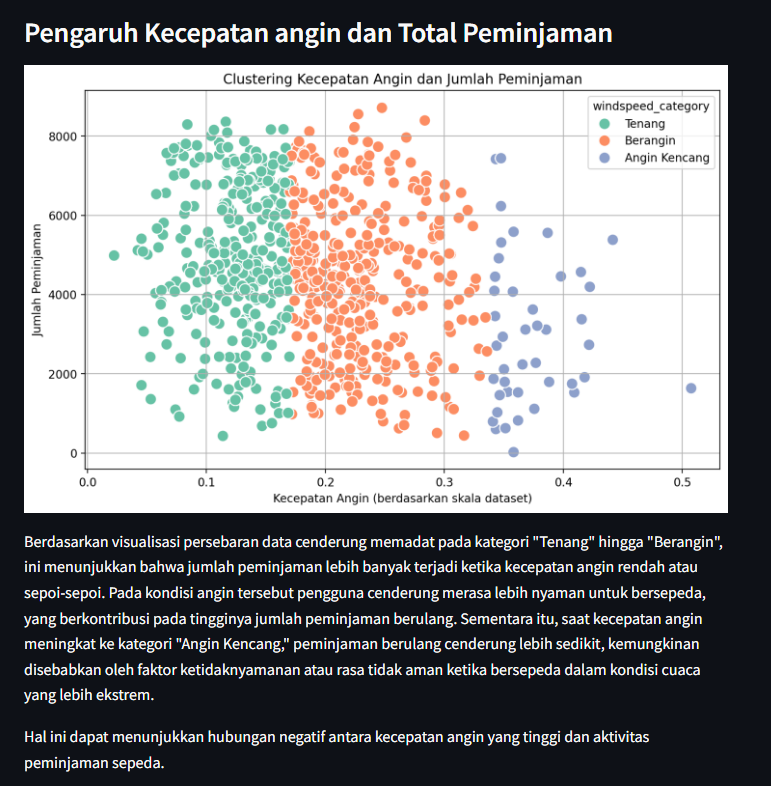 Pengaruh Kecepatan angin dan Total Peminjaman
Clustering Kecepatan Angin dan Jumlah Peminjaman
windspeed_category
Tenang
Berangin
Angin Kencang
8000
6000
4000
2000
0
Jumlah Peminjaman
0.0 0.1 0.2 0.3 0.4 0.5
Kecepatan Angin (berdasarkan skala dataset)
Berdasarkan visualisasi persebaran data cenderung memadat pada kategori "Tenang" hingga "Berangin",
ini menunjukkan bahwa jumlah peminjaman lebih banyak terjadi ketika kecepatan angin rendah atau
sepoi-sepoi. Pada kondisi angin tersebut pengguna cenderung merasa lebih nyaman untuk bersepeda,
yang berkontribusi pada tingginya jumlah peminjaman berulang. Sementara itu, saat kecepatan angin
meningkat ke kategori "Angin Kencang," peminjaman berulang cenderung lebih sedikit, kemungkinan
disebabkan oleh faktor ketidaknyamanan atau rasa tidak aman ketika bersepeda dalam kondisi cuaca
yang lebih ekstrem.
Hal ini dapat menunjukkan hubungan negatif antara kecepatan angin yang tinggi dan aktivitas
peminjaman sepeda.